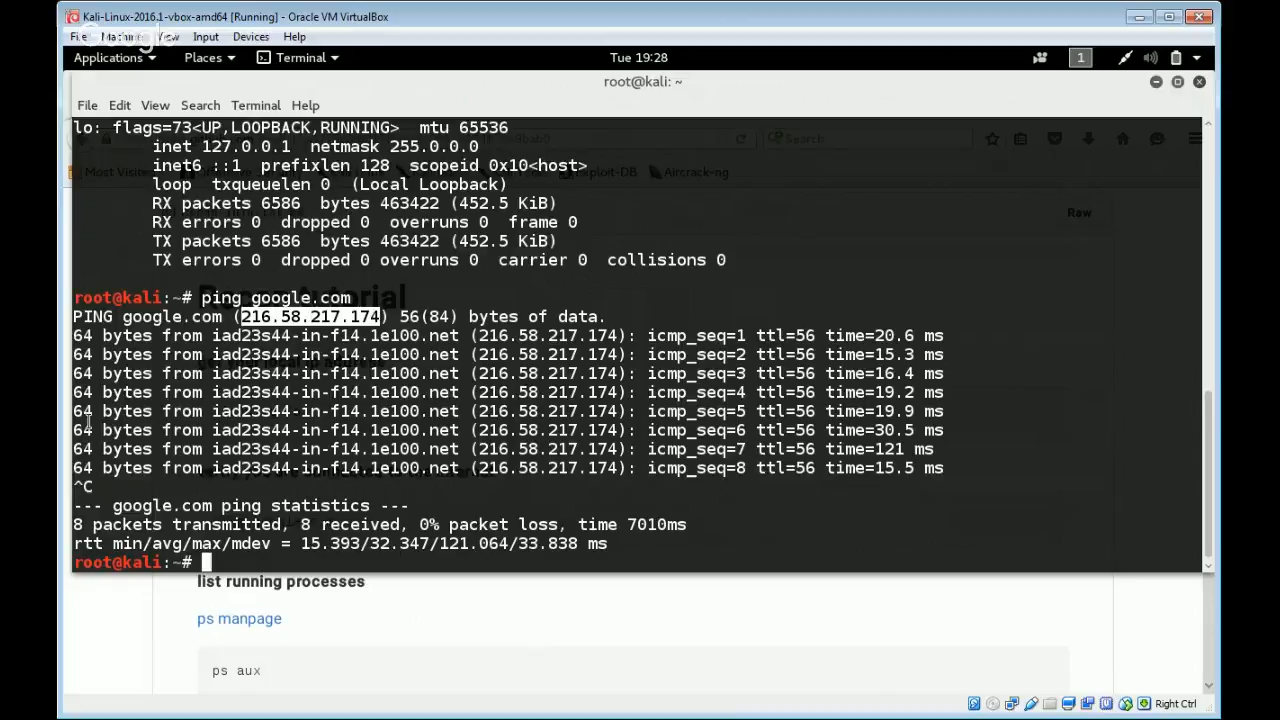 Kali-Linux-2016.1-vbox-amd64 [Running] - Oracle VM VirtualBox
File Machine View Input Devices Help
Google
Applications Places Terminal Tue 19:28 1
root@kali: ~
File Edit View Search Terminal Help
lo: flags=73<UP,LOOPBACK,RUNNING> mtu 65536
inet 127.0.0.1 netmask 255.0.0.0
Search
inet6 ::1 prefixlen 128 scopeid 0x10<host>
Most Visited
Exploit-DB Aircrack-ng
loop txqueuelen 0 (Local Loopback)
RX packets 6586 bytes 463422 (452.5 KiB)
Raw
RX errors 0 dropped 0 overruns 0 frame 0
TX packets 6586 bytes 463422 (452.5 KiB)
TX errors 0 dropped 0 overruns 0 carrier 0 collisions 0
root@kali:~# ping google.com
Recon tutorial
PING google.com (216.58.217.174) 56(84) bytes of data.
64 bytes from iad23s44-in-f14.1e100.net (216.58.217.174): icmp_seq=1 ttl=56 time=20.6 ms
64 bytes from iad23s44-in-f14.1e100.net (216.58.217.174): icmp_seq=2 ttl=56 time=15.3 ms
64 bytes from iad23s44-in-f14.1e100.net (216.58.217.174): icmp_seq=3 ttl=56 time=16.4 ms
64 bytes from iad23s44-in-f14.1e100.net (216.58.217.174): icmp_seq=4 ttl=56 time=19.2 ms
64 bytes from iad23s44-in-f14.1e100.net (216.58.217.174): icmp_seq=5 ttl=56 time=19.9 ms
64 bytes from iad23s44-in-f14.1e100.net (216.58.217.174): icmp_seq=6 ttl=56 time=30.5 ms
64 bytes from iad23s44-in-f14.1e100.net (216.58.217.174): icmp_seq=7 ttl=56 time=121 ms
64 bytes from iad23s44-in-f14.1e100.net (216.58.217.174): icmp_seq=8 ttl=56 time=15.5 ms
^C
--- google.com ping statistics ---
8 packets transmitted, 8 received, 0% packet loss, time 7010ms
rtt min/avg/max/mdev = 15.393/32.347/121.064/33.838 ms
root@kali:~#
list running processes
ps manpage
ps aux
Right Ctrl